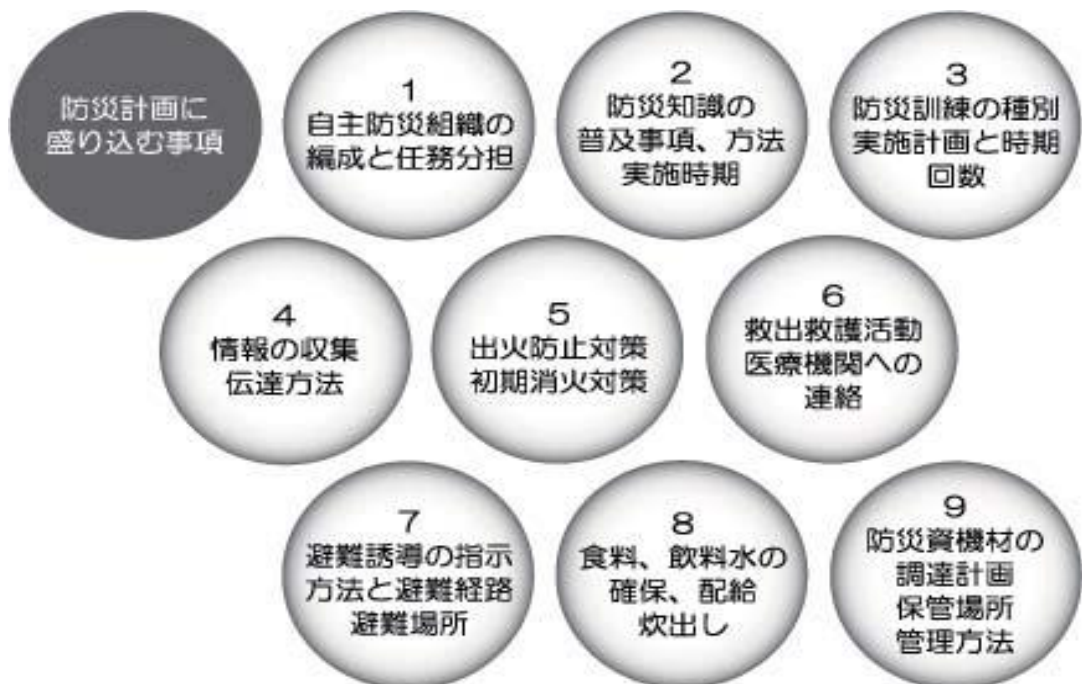 防災計画に
盛り込む事項
1
自主防災組織の
編成と任務分担
2
防災知識の
普及事項、方法
実施時期
3
防災訓練の種別
実施計画と時期
回数
4
情報の収集
伝達方法
5
出火防止対策
初期消火対策
6
救出救護活動
医療機関への
連絡
7
避難誘導の指示
方法と避難経路
避難場所
8
食料、飲料水の
確保、配給
炊出し
9
防災資機材の
調達計画
保管場所
管理方法